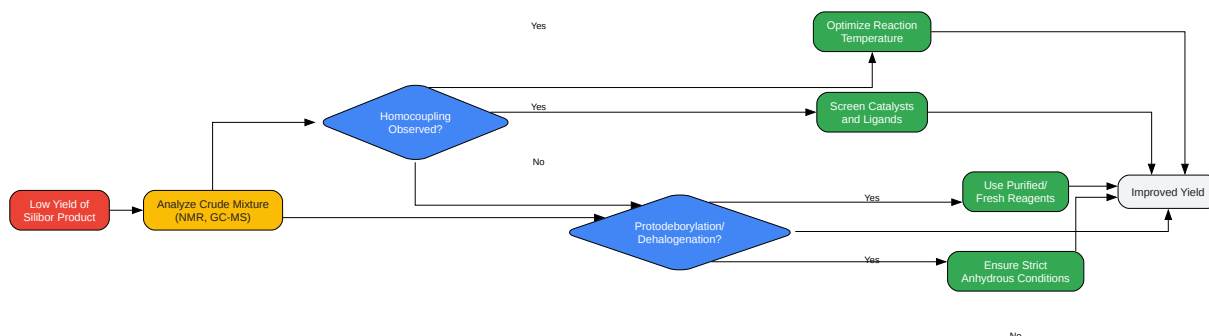 Yes
Optimize Reaction
Temperature
Homocoupling
Observed?
Yes
Screen Catalysts
and Ligands
No
Low Yield of
Silibor Product
Analyze Crude Mixture
(NMR, GC-MS)
Protodeborylation/
Dehalogenation?
Yes
Use Purified/
Fresh Reagents
Improved Yield
Yes
Ensure Strict
Anhydrous Conditions
No